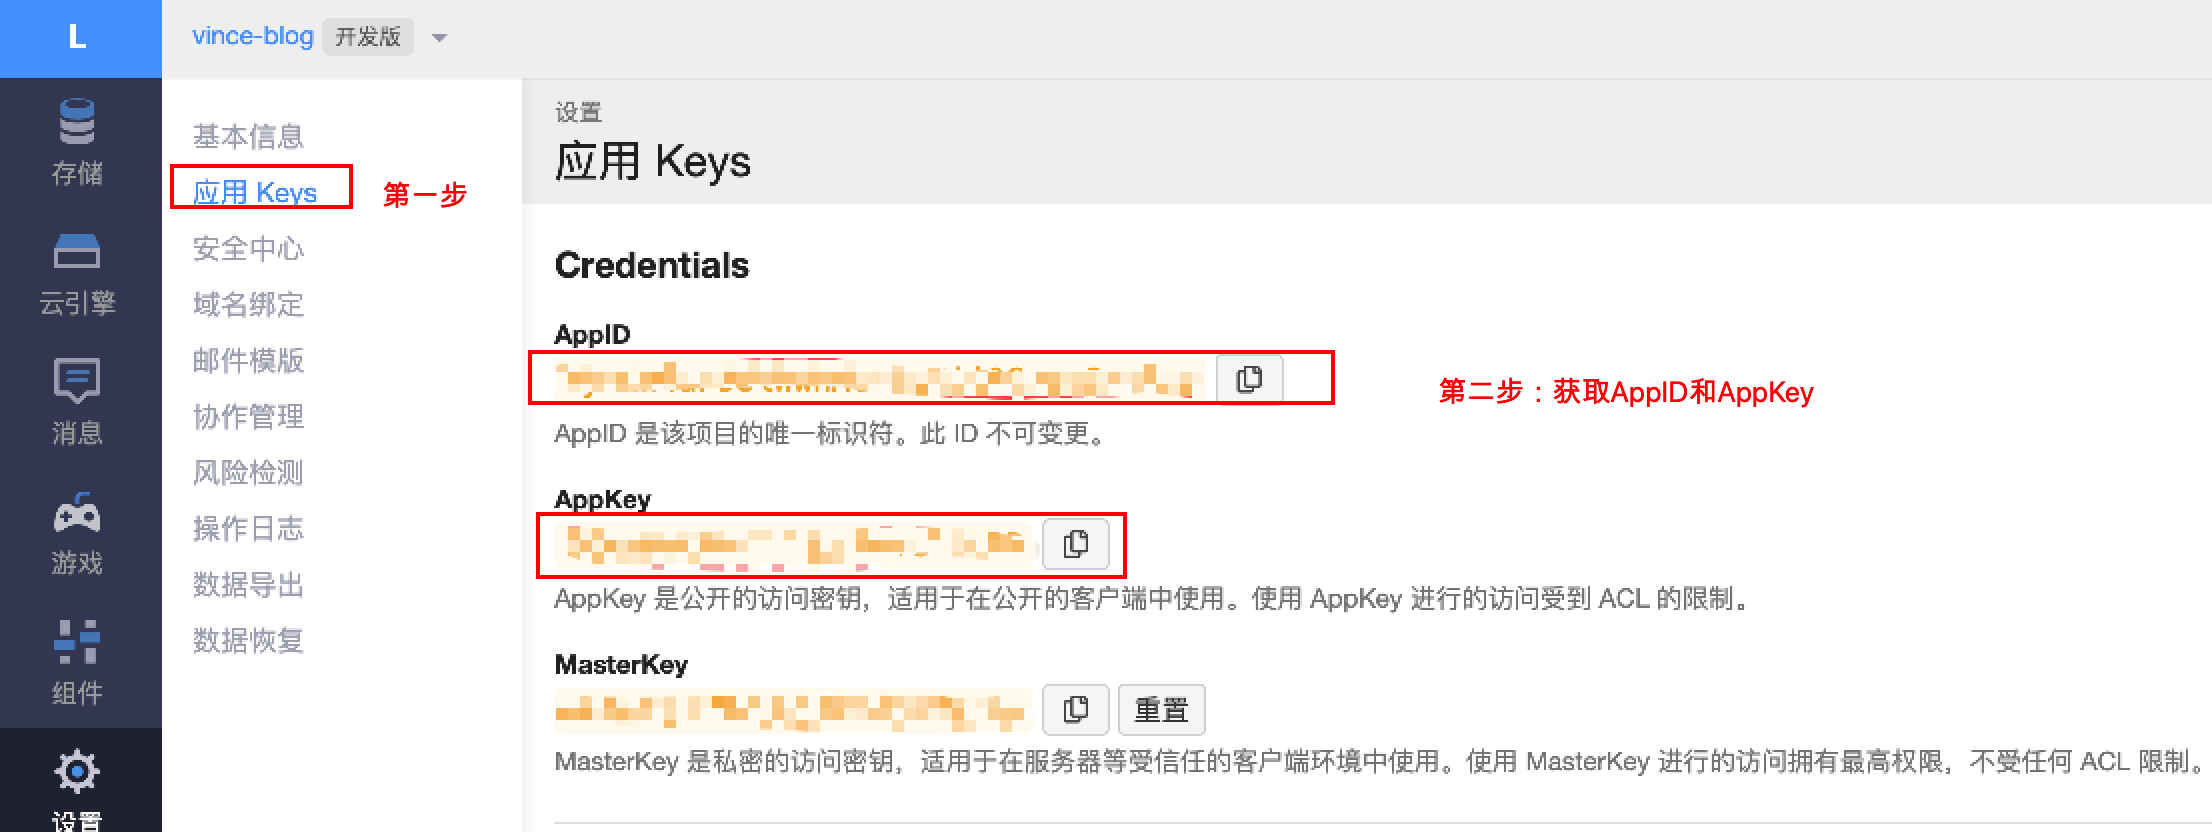 L
vince-blog 开发版
存储
云引擎
消息
游戏
组件
设置
基本信息
应用 Keys
第一步
安全中心
域名绑定
邮件模版
协作管理
风险检测
操作日志
数据导出
数据恢复
设置
应用 Keys
Credentials
AppID
第二步：获取AppID和AppKey
AppID 是该项目的唯一标识符。此 ID 不可变更。
AppKey
AppKey 是公开的访问密钥，适用于在公开的客户端中使用。使用 AppKey 进行的访问受到 ACL 的限制。
MasterKey
重置
MasterKey 是私密的访问密钥，适用于在服务器等受信任的客户端环境中使用。使用 MasterKey 进行的访问拥有最高权限，不受任何 ACL 限制。